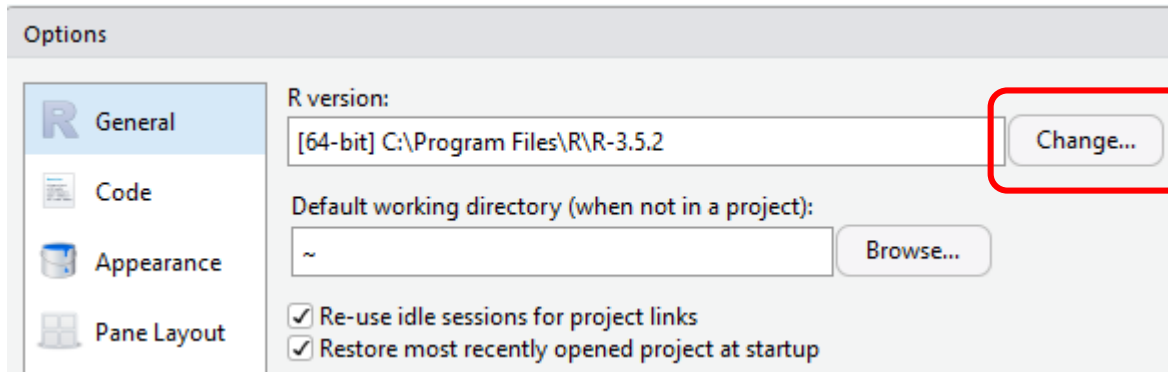 Options
General
Code
Appearance
Pane Layout
R version:
[64-bit] C:\Program Files\R\R-3.5.2
Change...
Default working directory (when not in a project):
~
Browse...
Re-use idle sessions for project links
Restore most recently opened project at startup